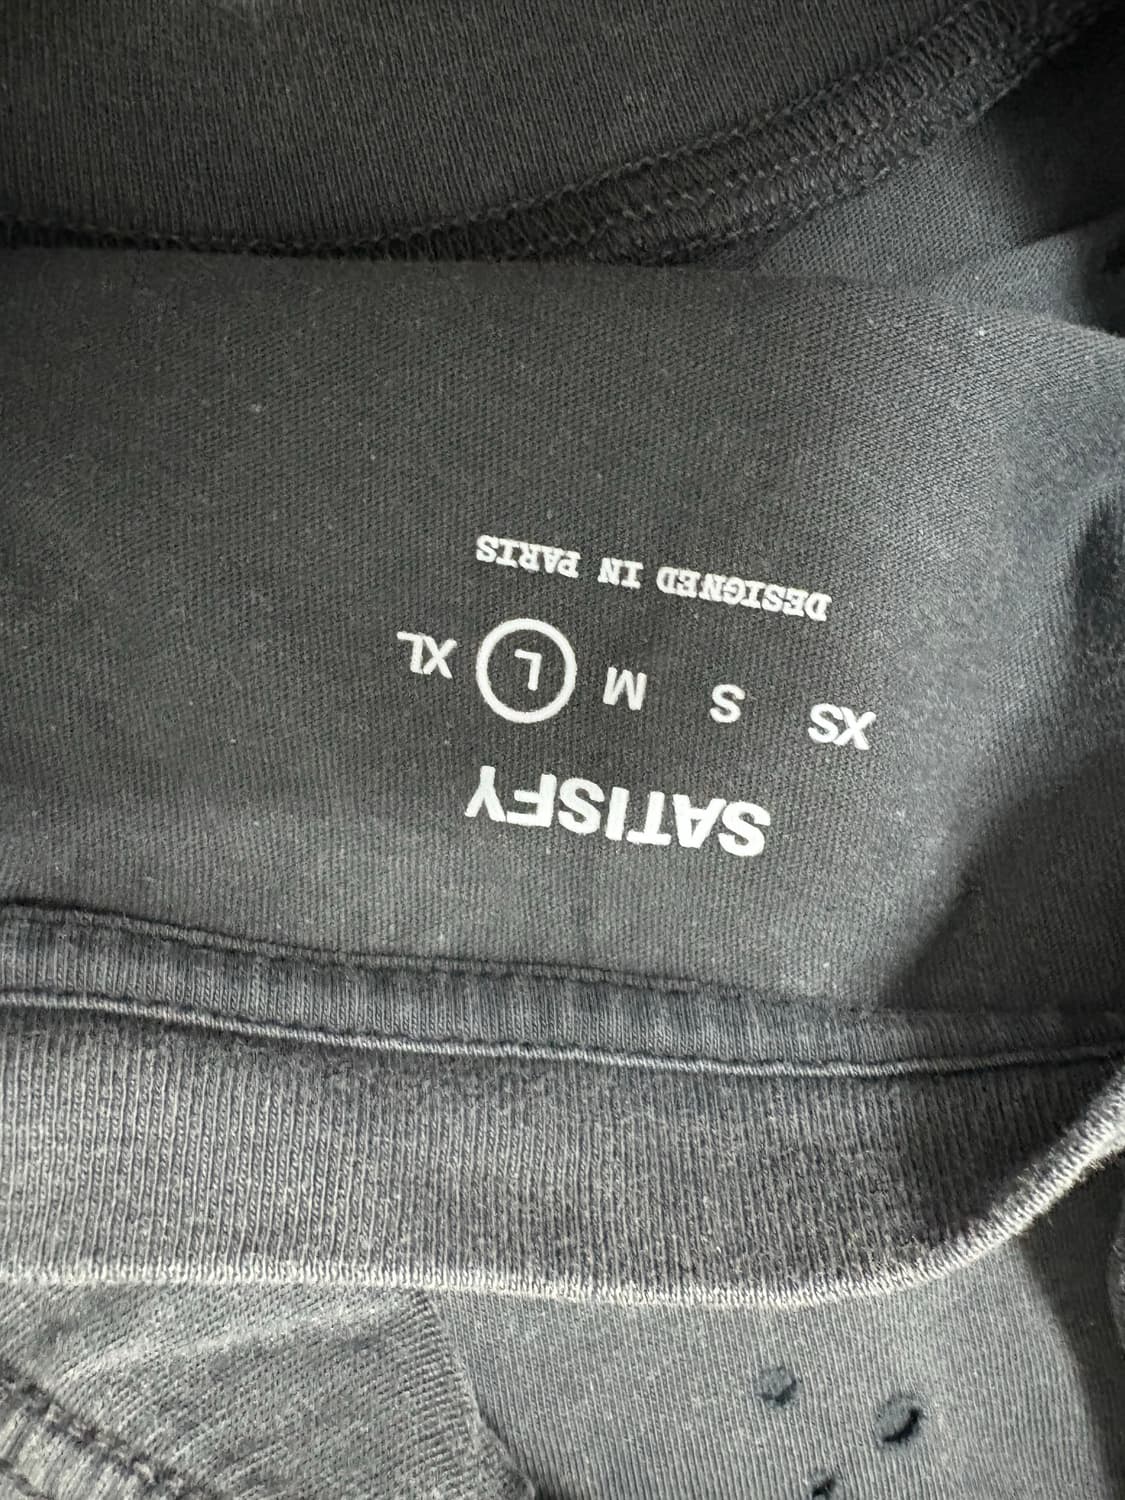 SATISFY
XS S M L XL
DESIGNED IN PARIS